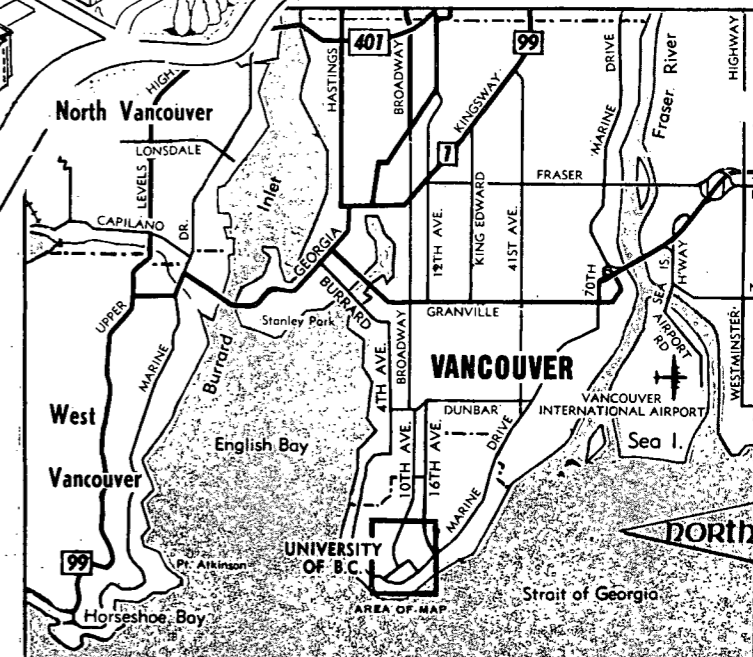 401
99
HASTINGS
BROADWAY
KINGSWAY
MARINE
DRIVE
Fraser River
HIGHWAY
HIGH
North Vancouver
LONSDALE
LEVELS
Inlet
1
FRASER
CAPILANO
DR.
GEORGIA
12TH AVE.
KING EDWARD
41ST AVE.
70TH
SEA IS.
H'WAY
UPPER
BURRARD
GRANVILLE
Stanley Park
MARINE
Burrard
4TH AVE.
BROADWAY
VANCOUVER
AIRPORT
RD
WESTMINSTER
VANCOUVER
INTERNATIONAL AIRPORT
DUNBAR
DRIVE
West
Vancouver
English Bay
10TH AVE.
16TH AVE.
Sea I.
MARINE
NORTH
UNIVERSITY
OF B.C.
99
Pt. Atkinson
Strait of Georgia
Horseshoe Bay
AREA OF MAP